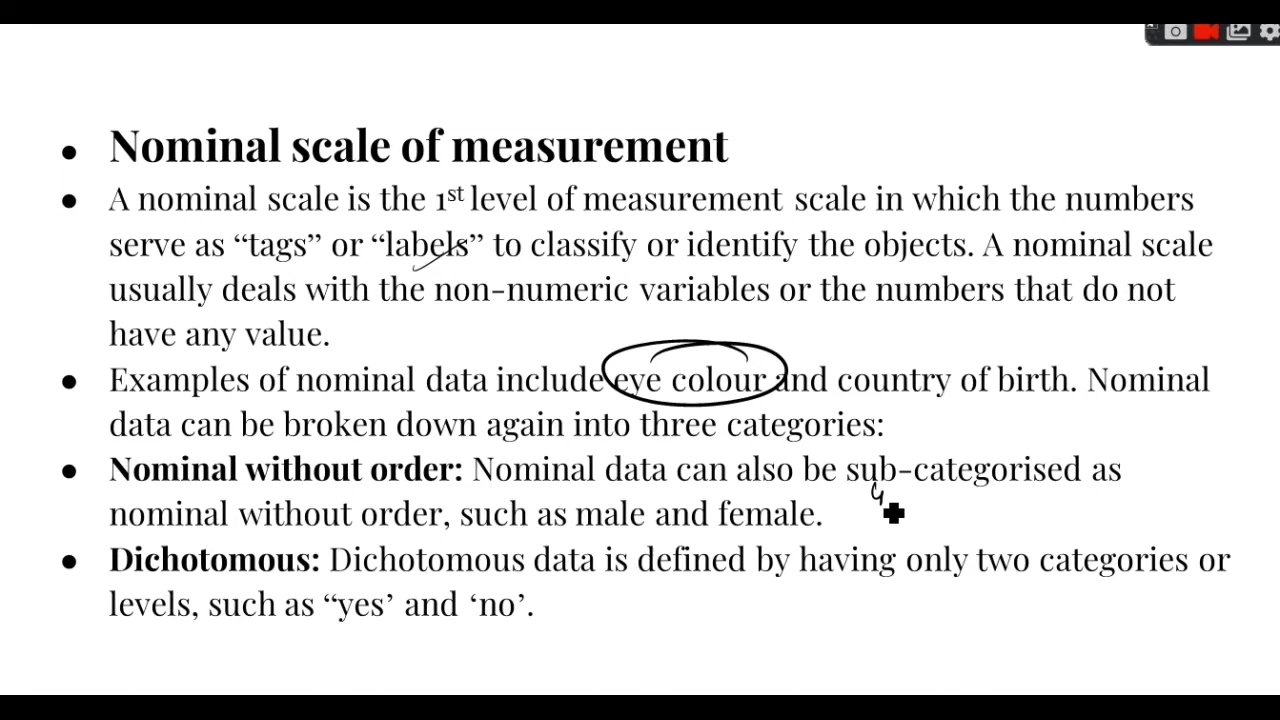 Nominal scale of measurement
A nominal scale is the 1st level of measurement scale in which the numbers
serve as “tags” or “labels” to classify or identify the objects. A nominal scale
usually deals with the non-numeric variables or the numbers that do not
have any value.
Examples of nominal data include eye colour and country of birth. Nominal
data can be broken down again into three categories:
Nominal without order: Nominal data can also be sub-categorised as
nominal without order, such as male and female.
Dichotomous: Dichotomous data is defined by having only two categories or
levels, such as “yes’ and ‘no’.